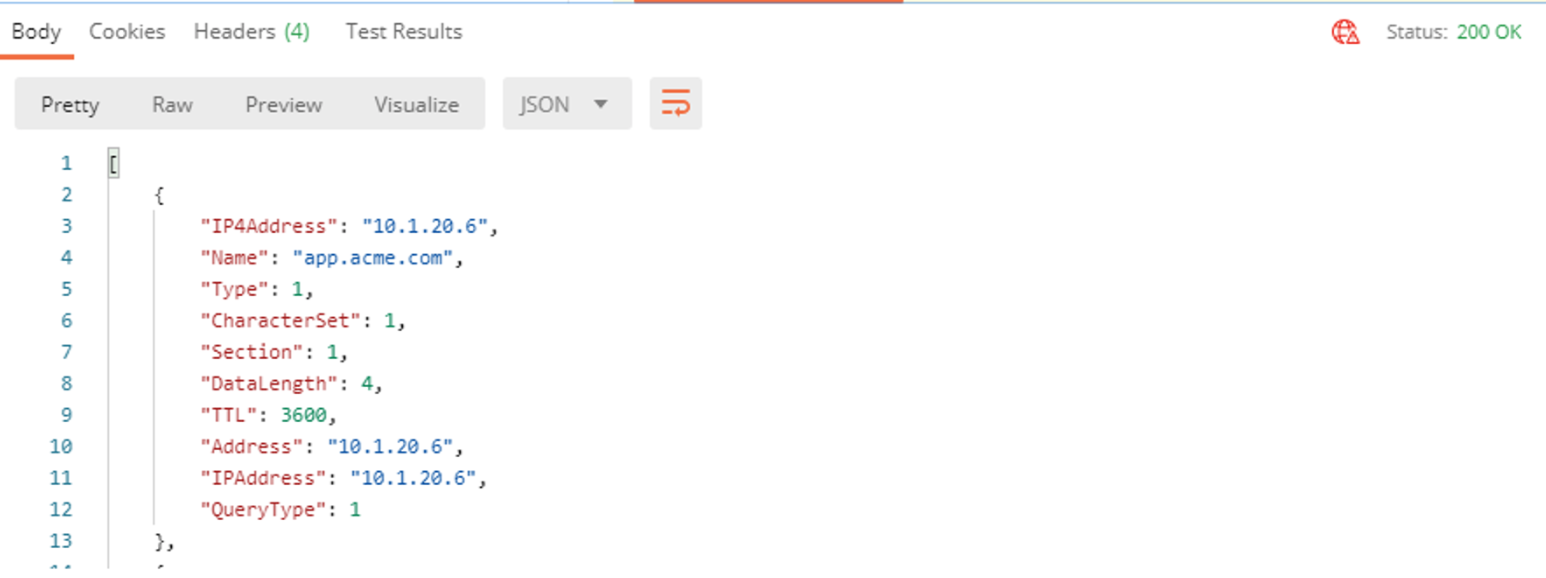 Body Cookies Headers (4) Test Results Status: 200 OK
Pretty Raw Preview Visualize JSON
1 [
2 {
3 "IP4Address": "10.1.20.6",
4 "Name": "app.acme.com",
5 "Type": 1,
6 "CharacterSet": 1,
7 "Section": 1,
8 "DataLength": 4,
9 "TTL": 3600,
10 "Address": "10.1.20.6",
11 "IPAddress": "10.1.20.6",
12 "QueryType": 1
13 },